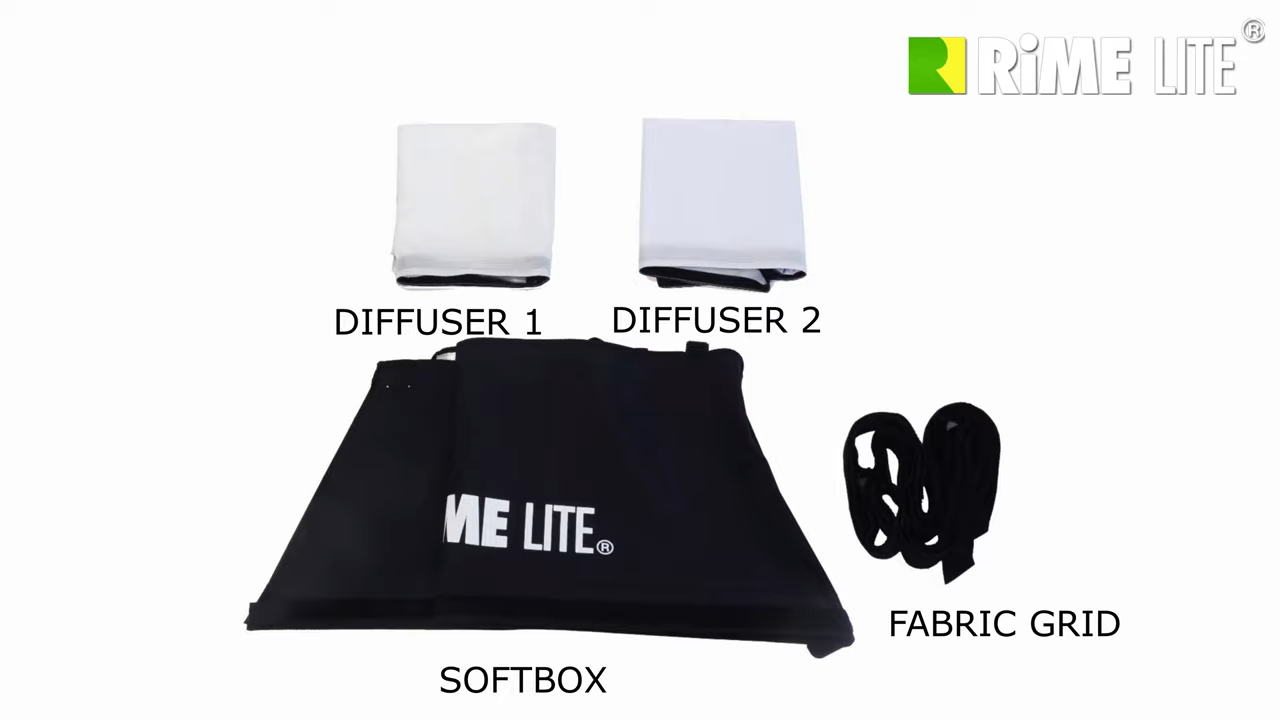 RiME LITE®
DIFFUSER 1
DIFFUSER 2
ME LITE®
FABRIC GRID
SOFTBOX